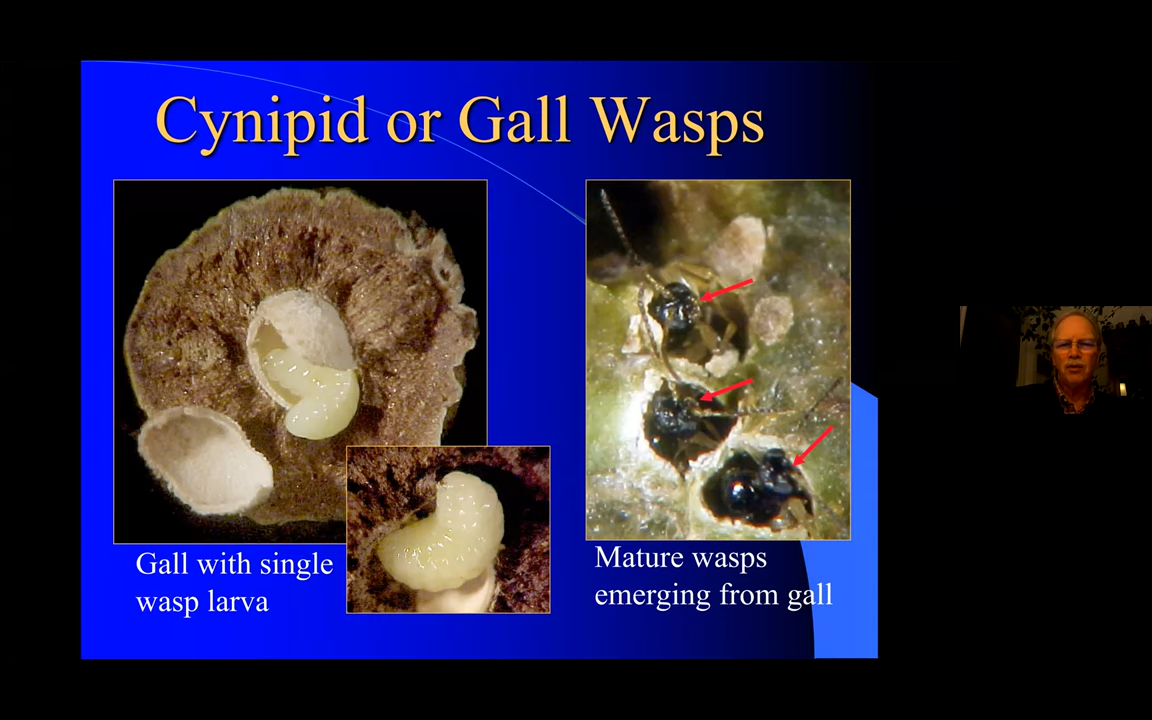 Cynipid or Gall Wasps
Gall with single
wasp larva
Mature wasps
emerging from gall